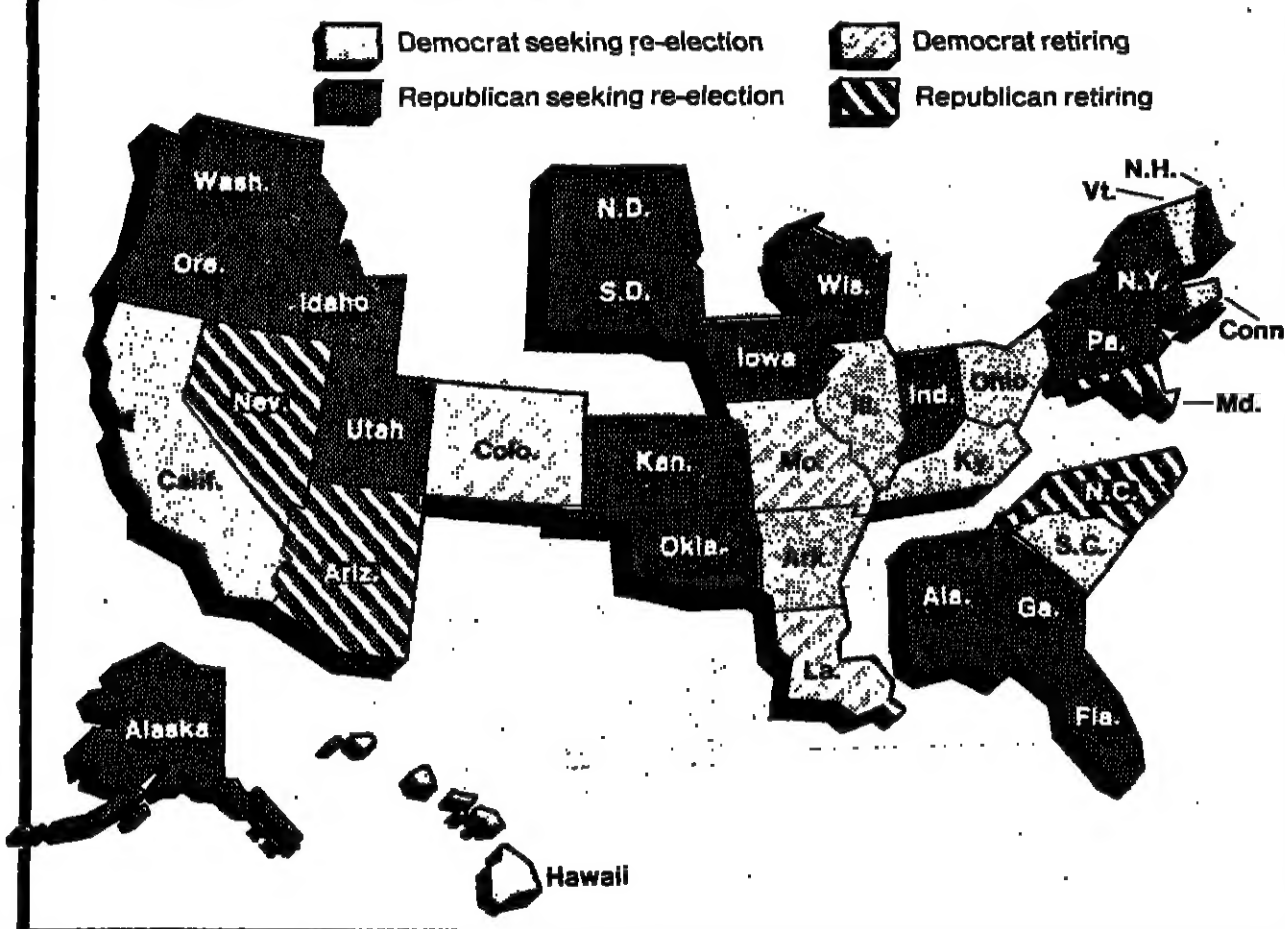 Democrat seeking re-election
Democrat retiring
Republican seeking re-election
Republican retiring
Wash.
Ore.
Idaho
Nev.
Utah
Calif.
Ariz.
Colo.
N.D.
S.D.
Kan.
Okla.
Wis.
Iowa
Ill.
Mo.
Ark.
La.
Ind.
Ohio
Ky.
N.H.
Vt.
N.Y.
Conn
Pa.
Md.
N.C.
S.C.
Ala.
Ga.
Fla.
Alaska
Hawaii